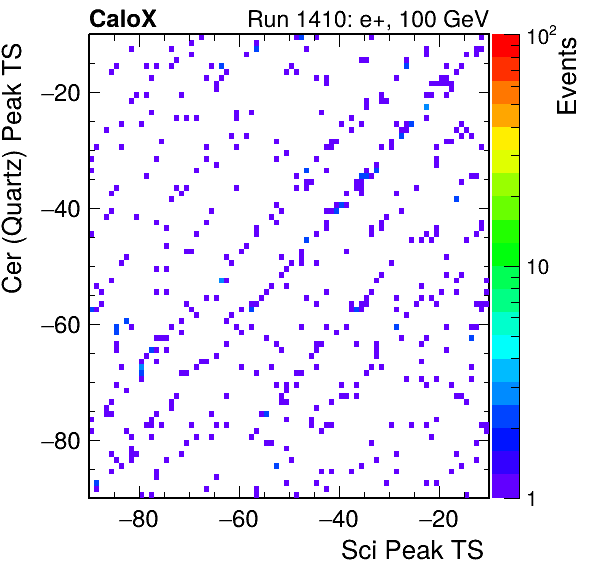 CaloX Run 1410: e+, 100 GeV
Cer (Quartz) Peak TS
−20
−40
−60
−80
−80 −60 −40 −20
Sci Peak TS
10²
10
1
Events